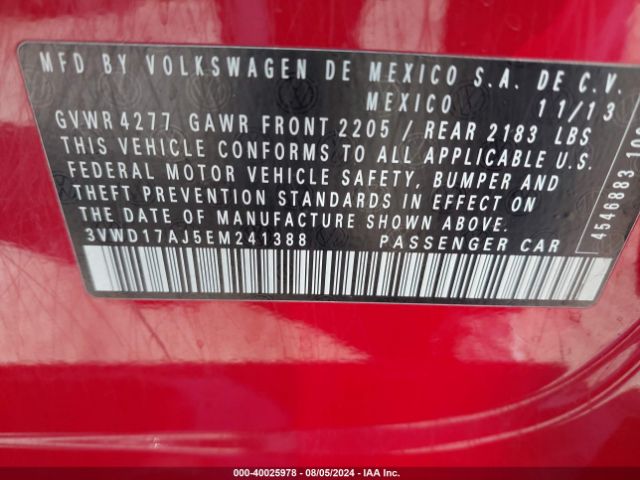 MFD BY VOLKSWAGEN DE MEXICO S.A. DE C.V.
MEXICO 11/13
GVWR 4277 GAWR FRONT 2205 / REAR 2183 LBS
THIS VEHICLE CONFORMS TO ALL APPLICABLE U.S.
FEDERAL MOTOR VEHICLE SAFETY, BUMPER AND
THEFT PREVENTION STANDARDS IN EFFECT ON
THE DATE OF MANUFACTURE SHOWN ABOVE.
3VWD17AJ5EM241388 PASSENGER CAR
4546883 10
000-40025978 - 08/05/2024 - IAA Inc.